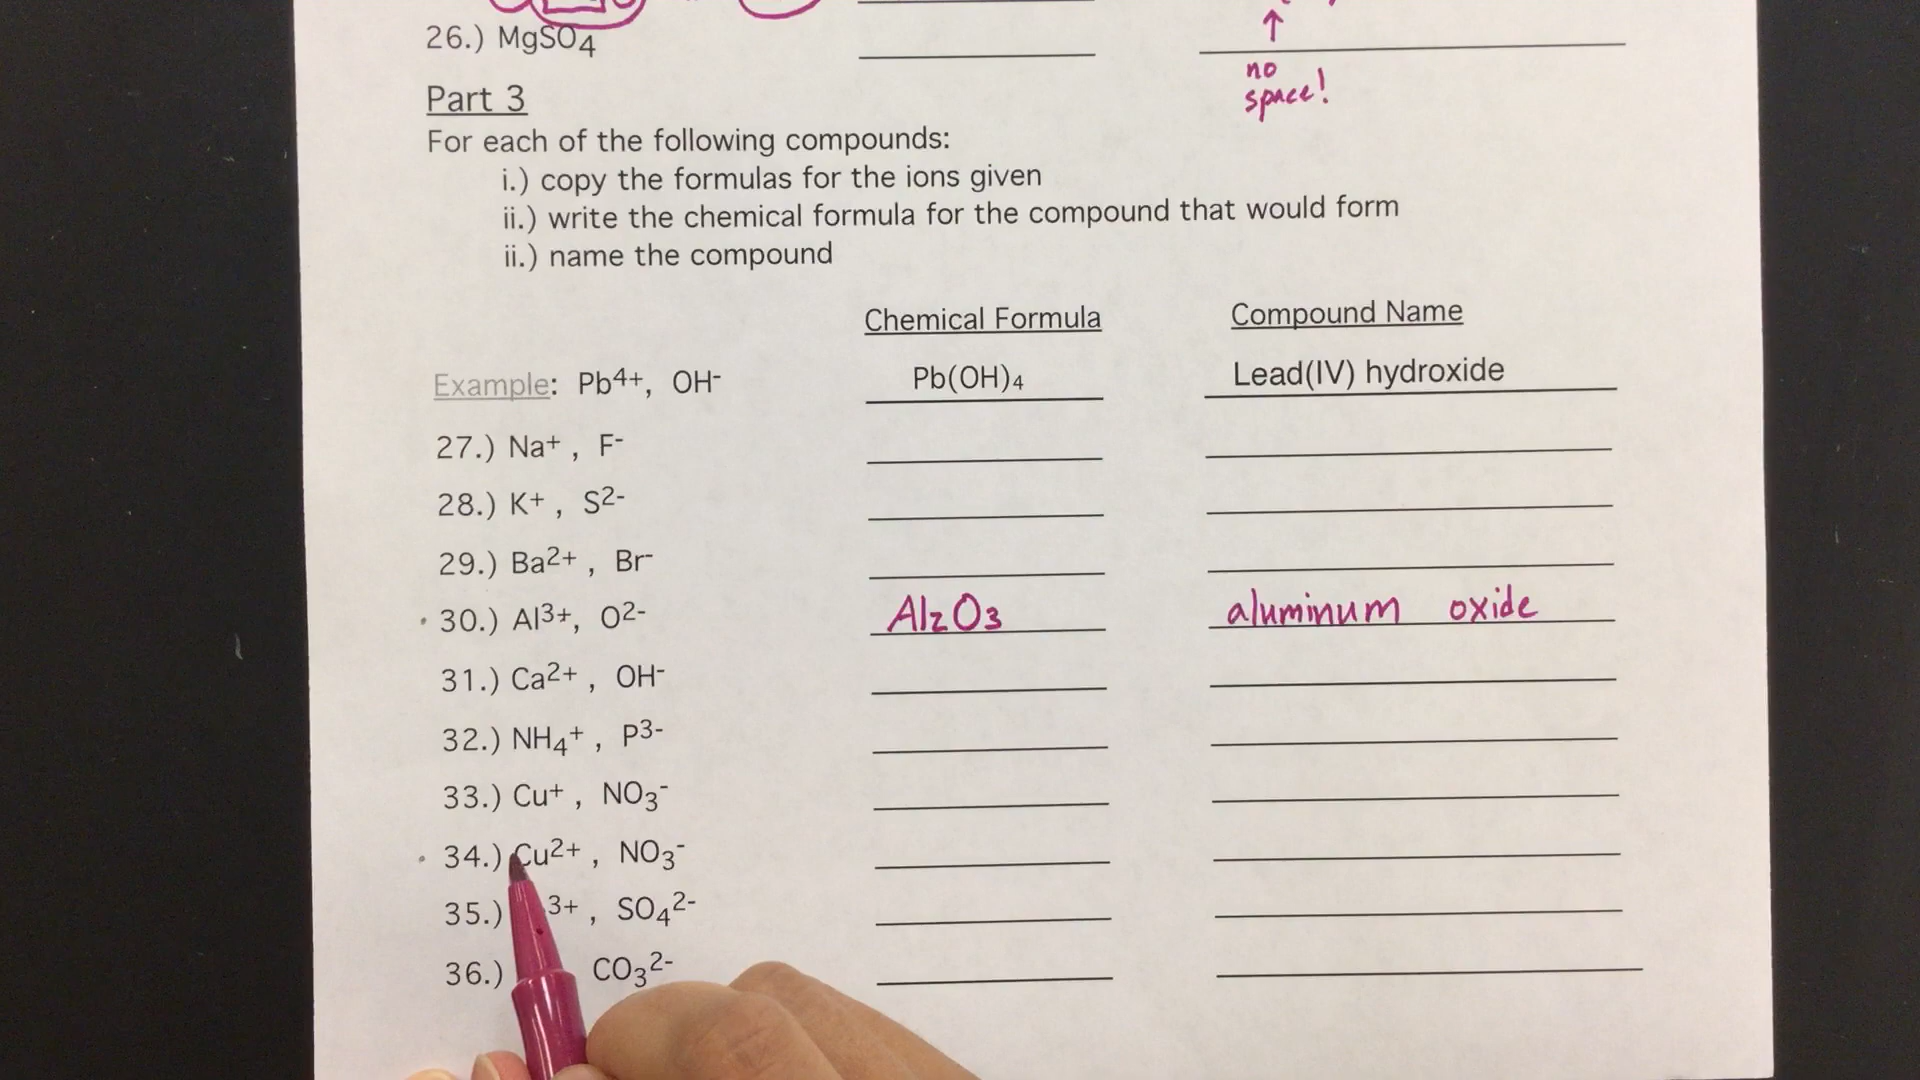 26.) MgSO4
no
space!
Part 3
For each of the following compounds:
i.) copy the formulas for the ions given
ii.) write the chemical formula for the compound that would form
ii.) name the compound
Chemical Formula Compound Name
Example: Pb4+, OH- Pb(OH)4 Lead(IV) hydroxide
27.) Na+ , F-
28.) K+ , S2-
29.) Ba2+ , Br-
30.) Al3+, O2- Al2O3 aluminum oxide
31.) Ca2+ , OH-
32.) NH4+ , P3-
33.) Cu+ , NO3-
34.) Cu2+ , NO3-
35.) 3+ , SO42-
36.) CO32-